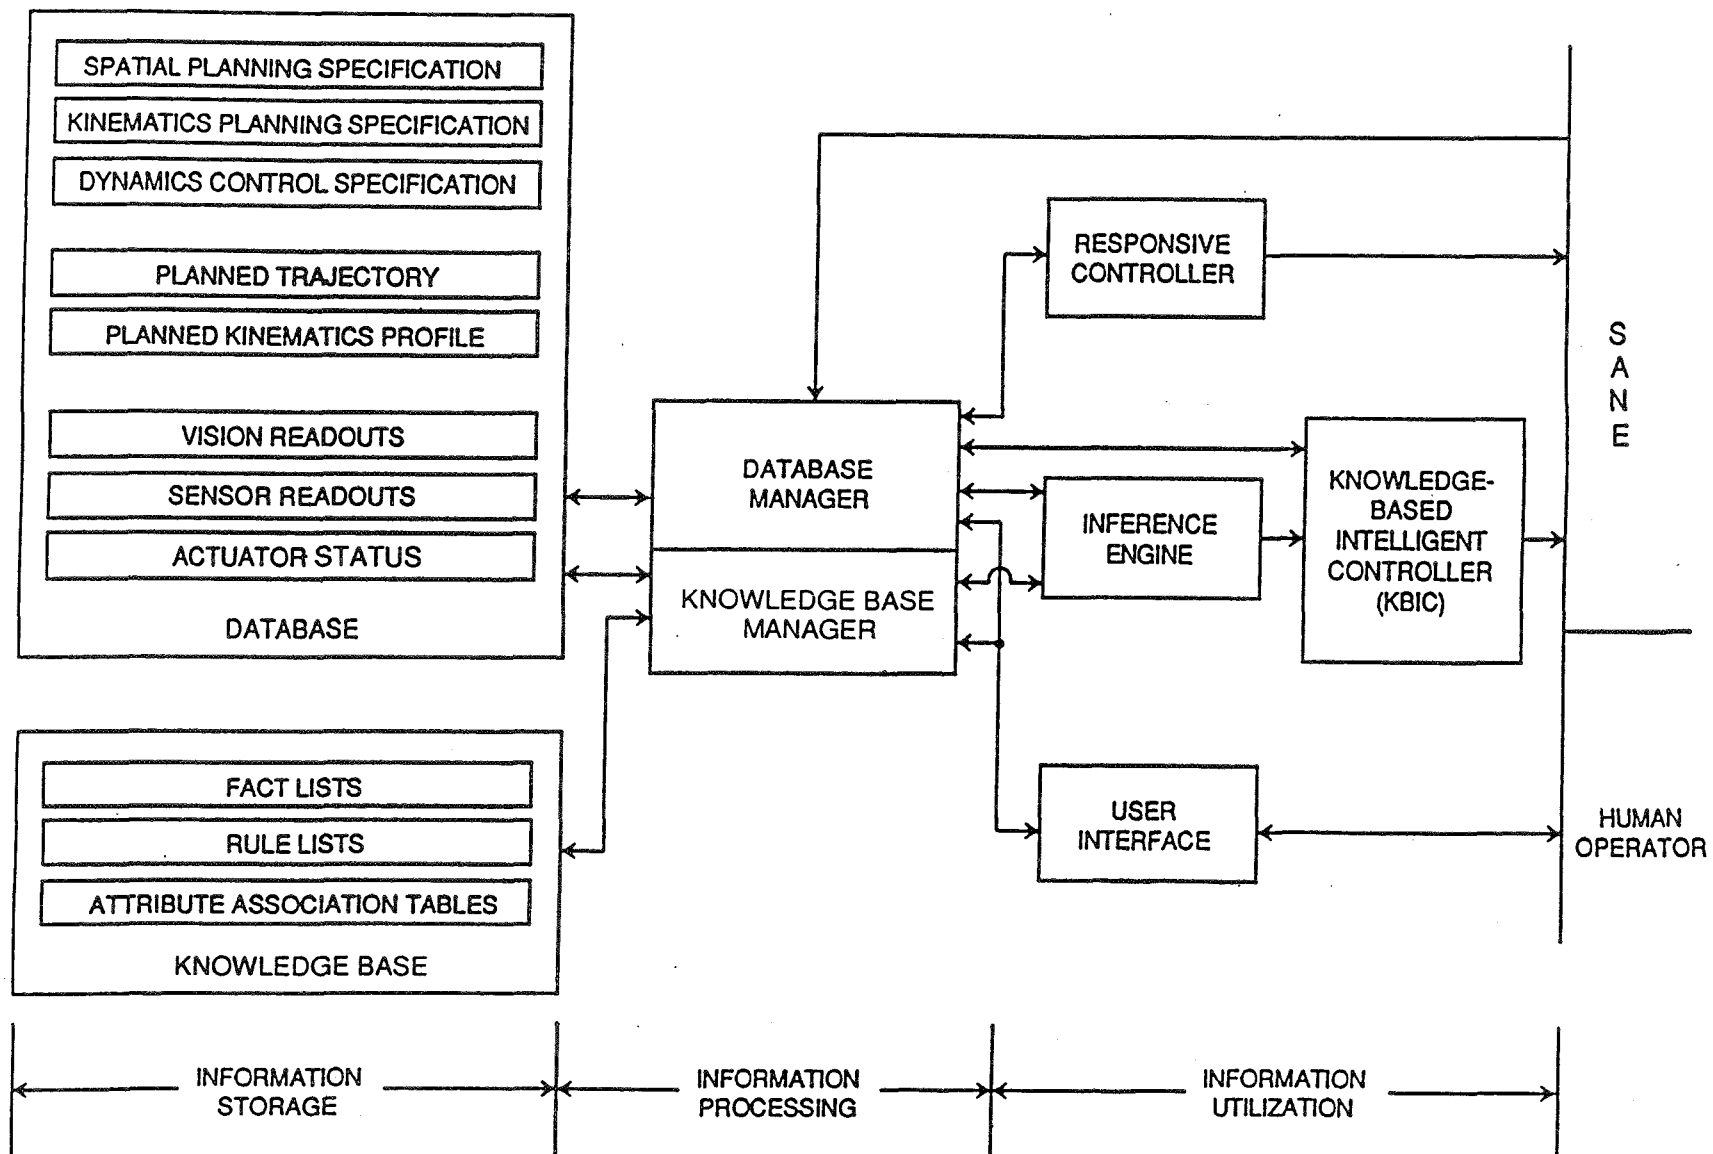 SPATIAL PLANNING SPECIFICATION
KINEMATICS PLANNING SPECIFICATION
DYNAMICS CONTROL SPECIFICATION
PLANNED TRAJECTORY
PLANNED KINEMATICS PROFILE
VISION READOUTS
SENSOR READOUTS
ACTUATOR STATUS
DATABASE
FACT LISTS
RULE LISTS
ATTRIBUTE ASSOCIATION TABLES
KNOWLEDGE BASE
DATABASE
MANAGER
KNOWLEDGE BASE
MANAGER
RESPONSIVE
CONTROLLER
INFERENCE
ENGINE
KNOWLEDGE-
BASED
INTELLIGENT
CONTROLLER
(KBIC)
USER
INTERFACE
S
A
N
E
HUMAN
OPERATOR
INFORMATION
STORAGE
INFORMATION
PROCESSING
INFORMATION
UTILIZATION